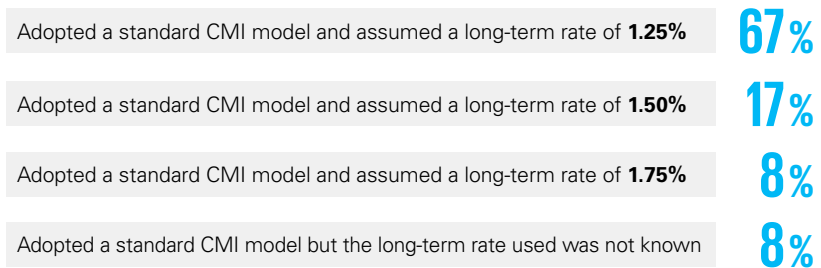 Adopted a standard CMI model and assumed a long-term rate of 1.25% 67%
Adopted a standard CMI model and assumed a long-term rate of 1.50% 17%
Adopted a standard CMI model and assumed a long-term rate of 1.75% 8%
Adopted a standard CMI model but the long-term rate used was not known 8%